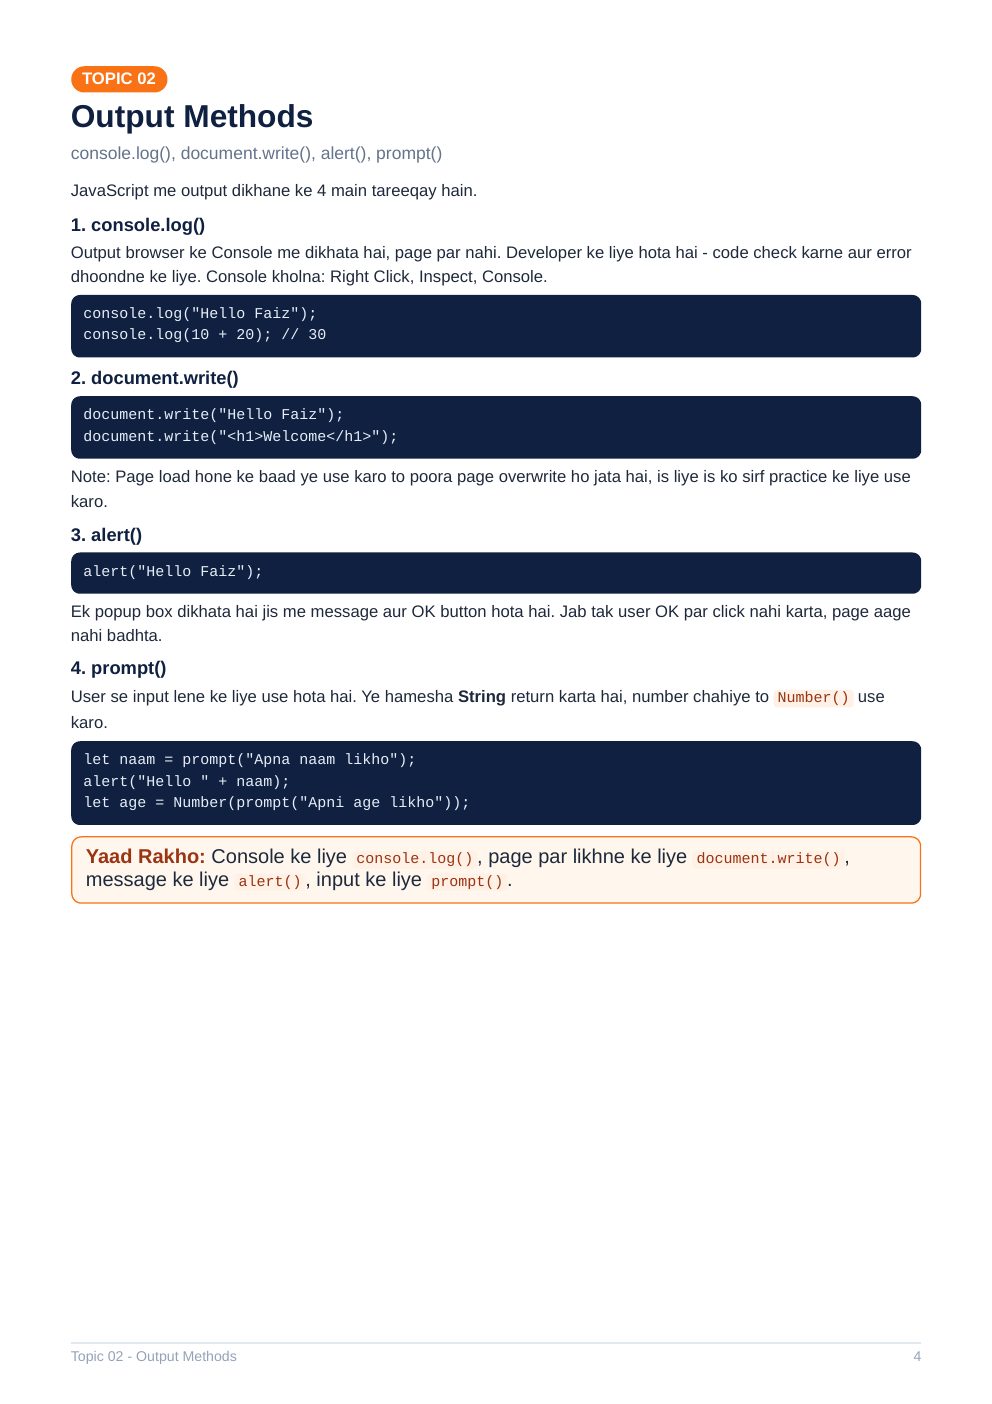 TOPIC 02
Output Methods
console.log(), document.write(), alert(), prompt()
JavaScript me output dikhane ke 4 main tareeqay hain.
1. console.log()
Output browser ke Console me dikhata hai, page par nahi. Developer ke liye hota hai - code check karne aur error
dhoondne ke liye. Console kholna: Right Click, Inspect, Console.
console.log("Hello Faiz");
console.log(10 + 20); // 30
2. document.write()
document.write("Hello Faiz");
document.write("<h1>Welcome</h1>");
Note: Page load hone ke baad ye use karo to poora page overwrite ho jata hai, is liye is ko sirf practice ke liye use
karo.
3. alert()
alert("Hello Faiz");
Ek popup box dikhata hai jis me message aur OK button hota hai. Jab tak user OK par click nahi karta, page aage
nahi badhta.
4. prompt()
User se input lene ke liye use hota hai. Ye hamesha String return karta hai, number chahiye to Number() use
karo.
let naam = prompt("Apna naam likho");
alert("Hello " + naam);
let age = Number(prompt("Apni age likho"));
Yaad Rakho: Console ke liye console.log(), page par likhne ke liye document.write(),
message ke liye alert(), input ke liye prompt().
Topic 02 - Output Methods 4